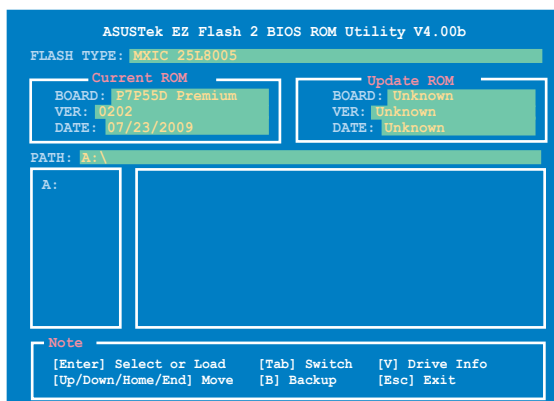 ASUSTek EZ Flash 2 BIOS ROM Utility V4.00b
FLASH TYPE: MXIC 25L8005
Current ROM
BOARD: P7P55D Premium
VER: 0202
DATE: 07/23/2009
Update ROM
BOARD: Unknown
VER: Unknown
DATE: Unknown
PATH: A:\
A:
Note
[Enter] Select or Load [Tab] Switch [V] Drive Info
[Up/Down/Home/End] Move [B] Backup [Esc] Exit